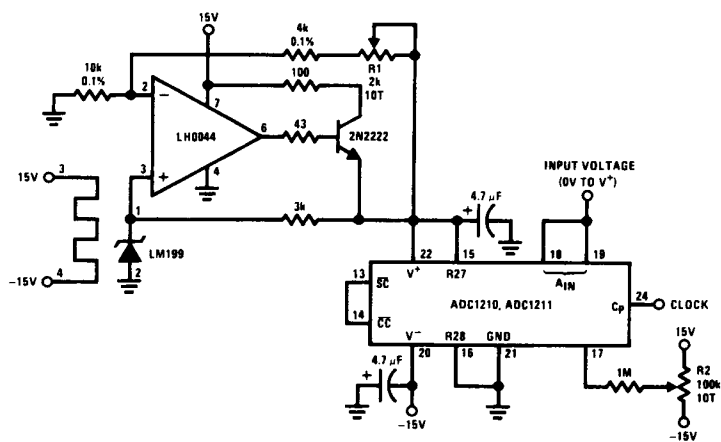 15V
4k
0.1%
10k
0.1%
100
R1
2k
10T
2
−
7
LH0044
6
43
2N2222
3
+
4
15V
3
1
3k
4.7 µF
+
INPUT VOLTAGE
(0V TO V+)
LM199
−15V
4
2
22
15
18
19
13
SC
V+
R27
AIN
24
CLOCK
ADC1210, ADC1211
CP
14
CC
V−
R28
GND
4.7 µF
+
20
16
21
17
15V
1M
R2
100k
10T
−15V
−15V